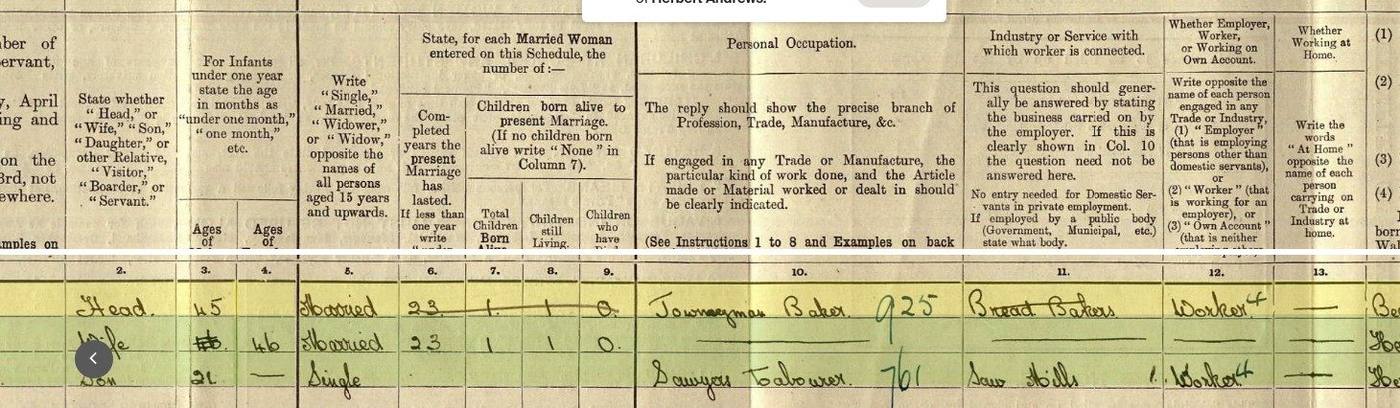 of Herbert Andrews.
ber of
ervant,
y, April
ing and
on the
3rd, not
ewhere.
mples on
State whether
"Head," or
"Wife," "Son,"
"Daughter," or
other Relative,
"Visitor,"
"Boarder," or
"Servant."
For Infants
under one year
state the age
in months as
"under one month,"
"one month,"
etc.
Ages
of
Ages
of
Write
"Single,"
"Married,"
"Widower,"
or "Widow,"
opposite the
names of
all persons
aged 15 years
and upwards.
State, for each Married Woman
entered on this Schedule, the
number of:—
Com-
pleted
years the
present
Marriage
has
lasted.
If less than
one year
write
Children born alive to
present Marriage.
(If no children born
alive write "None" in
Column 7).
Total
Children
Born
Children
still
Living.
Children
who
have
Personal Occupation.
The reply should show the precise branch of
Profession, Trade, Manufacture, &c.
If engaged in any Trade or Manufacture, the
particular kind of work done, and the Article
made or Material worked or dealt in should
be clearly indicated.
(See Instructions 1 to 8 and Examples on back
Industry or Service with
which worker is connected.
This question should gener-
ally be answered by stating
the business carried on by
the employer. If this is
clearly shown in Col. 10
the question need not be
answered here.
No entry needed for Domestic Ser-
vants in private employment.
If employed by a public body
(Government, Municipal, etc.)
state what body.
Whether Employer,
Worker,
or Working on
Own Account.
Write opposite the
name of each person
engaged in any
Trade or Industry,
(1) "Employer"
(that is employing
persons other than
domestic servants),
or
(2) "Worker" (that
is working for an
employer), or
(3) "Own Account"
(that is neither
Whether
Working at
Home.
Write the
words
"At Home"
opposite the
name of each
person
carrying on
Trade or
Industry at
home.
(1)
(2)
(3)
(4)
born
2. 3. 4. 5. 6. 7. 8. 9. 10. 11. 12. 13.
Head. 45 Married 23 1 1 0 Journeyman Baker. 925 Bread Bakers Worker 4 —
Wife 46 Married 23 1 1 0. — — — —
Son 21 — Single Sawyers Labourer. 761 Saw Mills Worker 4 —